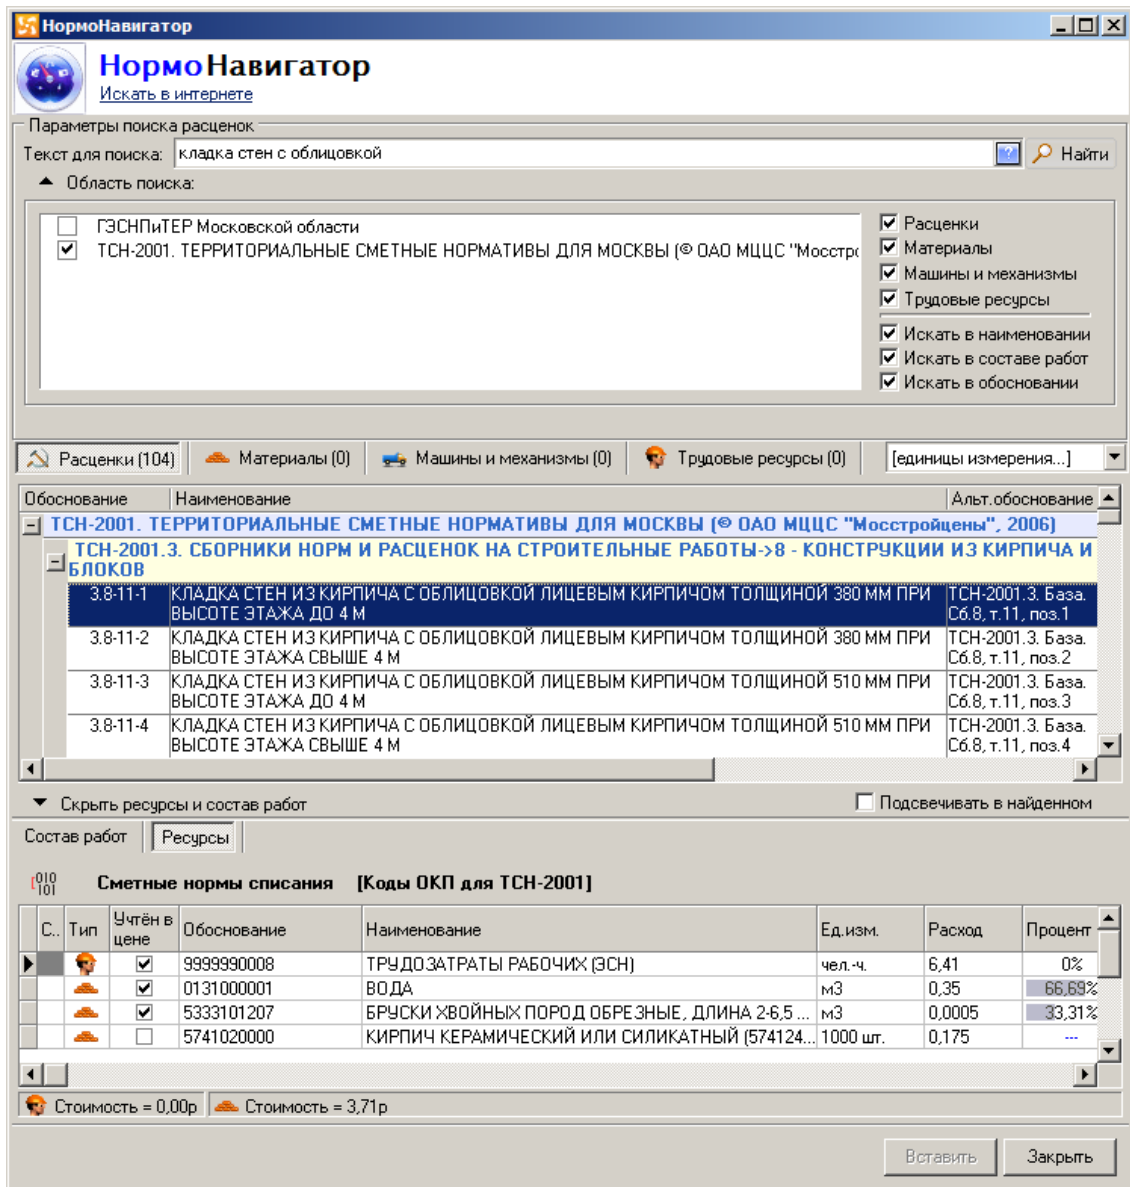 НормоНавигатор
НормоНавигатор
Искать в интернете
Параметры поиска расценок
Текст для поиска: кладка стен с облицовкой ? Найти
Область поиска:
ГЭСНПиТЕР Московской области
ТСН-2001. ТЕРРИТОРИАЛЬНЫЕ СМЕТНЫЕ НОРМАТИВЫ ДЛЯ МОСКВЫ (© ОАО МЦЦС "Мосстр
Расценки
Материалы
Машины и механизмы
Трудовые ресурсы
Искать в наименовании
Искать в составе работ
Искать в обосновании
Расценки (104) Материалы (0) Машины и механизмы (0) Трудовые ресурсы (0) [единицы измерения...]
Обоснование Наименование Альт.обоснование
ТСН-2001. ТЕРРИТОРИАЛЬНЫЕ СМЕТНЫЕ НОРМАТИВЫ ДЛЯ МОСКВЫ (© ОАО МЦЦС "Мосстройцены", 2006)
ТСН-2001.3. СБОРНИКИ НОРМ И РАСЦЕНОК НА СТРОИТЕЛЬНЫЕ РАБОТЫ->8 - КОНСТРУКЦИИ ИЗ КИРПИЧА И
БЛОКОВ
3.8-11-1 КЛАДКА СТЕН ИЗ КИРПИЧА С ОБЛИЦОВКОЙ ЛИЦЕВЫМ КИРПИЧОМ ТОЛЩИНОЙ 380 ММ ПРИ ТСН-2001.3. База.
ВЫСОТЕ ЭТАЖА ДО 4 М Сб.8, т.11, поз.1
3.8-11-2 КЛАДКА СТЕН ИЗ КИРПИЧА С ОБЛИЦОВКОЙ ЛИЦЕВЫМ КИРПИЧОМ ТОЛЩИНОЙ 380 ММ ПРИ ТСН-2001.3. База.
ВЫСОТЕ ЭТАЖА СВЫШЕ 4 М Сб.8, т.11, поз.2
3.8-11-3 КЛАДКА СТЕН ИЗ КИРПИЧА С ОБЛИЦОВКОЙ ЛИЦЕВЫМ КИРПИЧОМ ТОЛЩИНОЙ 510 ММ ПРИ ТСН-2001.3. База.
ВЫСОТЕ ЭТАЖА ДО 4 М Сб.8, т.11, поз.3
3.8-11-4 КЛАДКА СТЕН ИЗ КИРПИЧА С ОБЛИЦОВКОЙ ЛИЦЕВЫМ КИРПИЧОМ ТОЛЩИНОЙ 510 ММ ПРИ ТСН-2001.3. База.
ВЫСОТЕ ЭТАЖА СВЫШЕ 4 М Сб.8, т.11, поз.4
Скрыть ресурсы и состав работ Подсвечивать в найденном
Состав работ Ресурсы
Сметные нормы списания [Коды ОКП для ТСН-2001]
С.. Тип Учтён в цене Обоснование Наименование Ед.изм. Расход Процент
9999990008 ТРУДОЗАТРАТЫ РАБОЧИХ (ЭСН) чел.-ч. 6,41 0%
0131000001 ВОДА м3 0,35 66,69%
5333101207 БРУСКИ ХВОЙНЫХ ПОРОД ОБРЕЗНЫЕ, ДЛИНА 2-6,5 ... м3 0,0005 33,31%
5741020000 КИРПИЧ КЕРАМИЧЕСКИЙ ИЛИ СИЛИКАТНЫЙ (574124... 1000 шт. 0,175 ---
Стоимость = 0,00р Стоимость = 3,71р
Вставить Закрыть